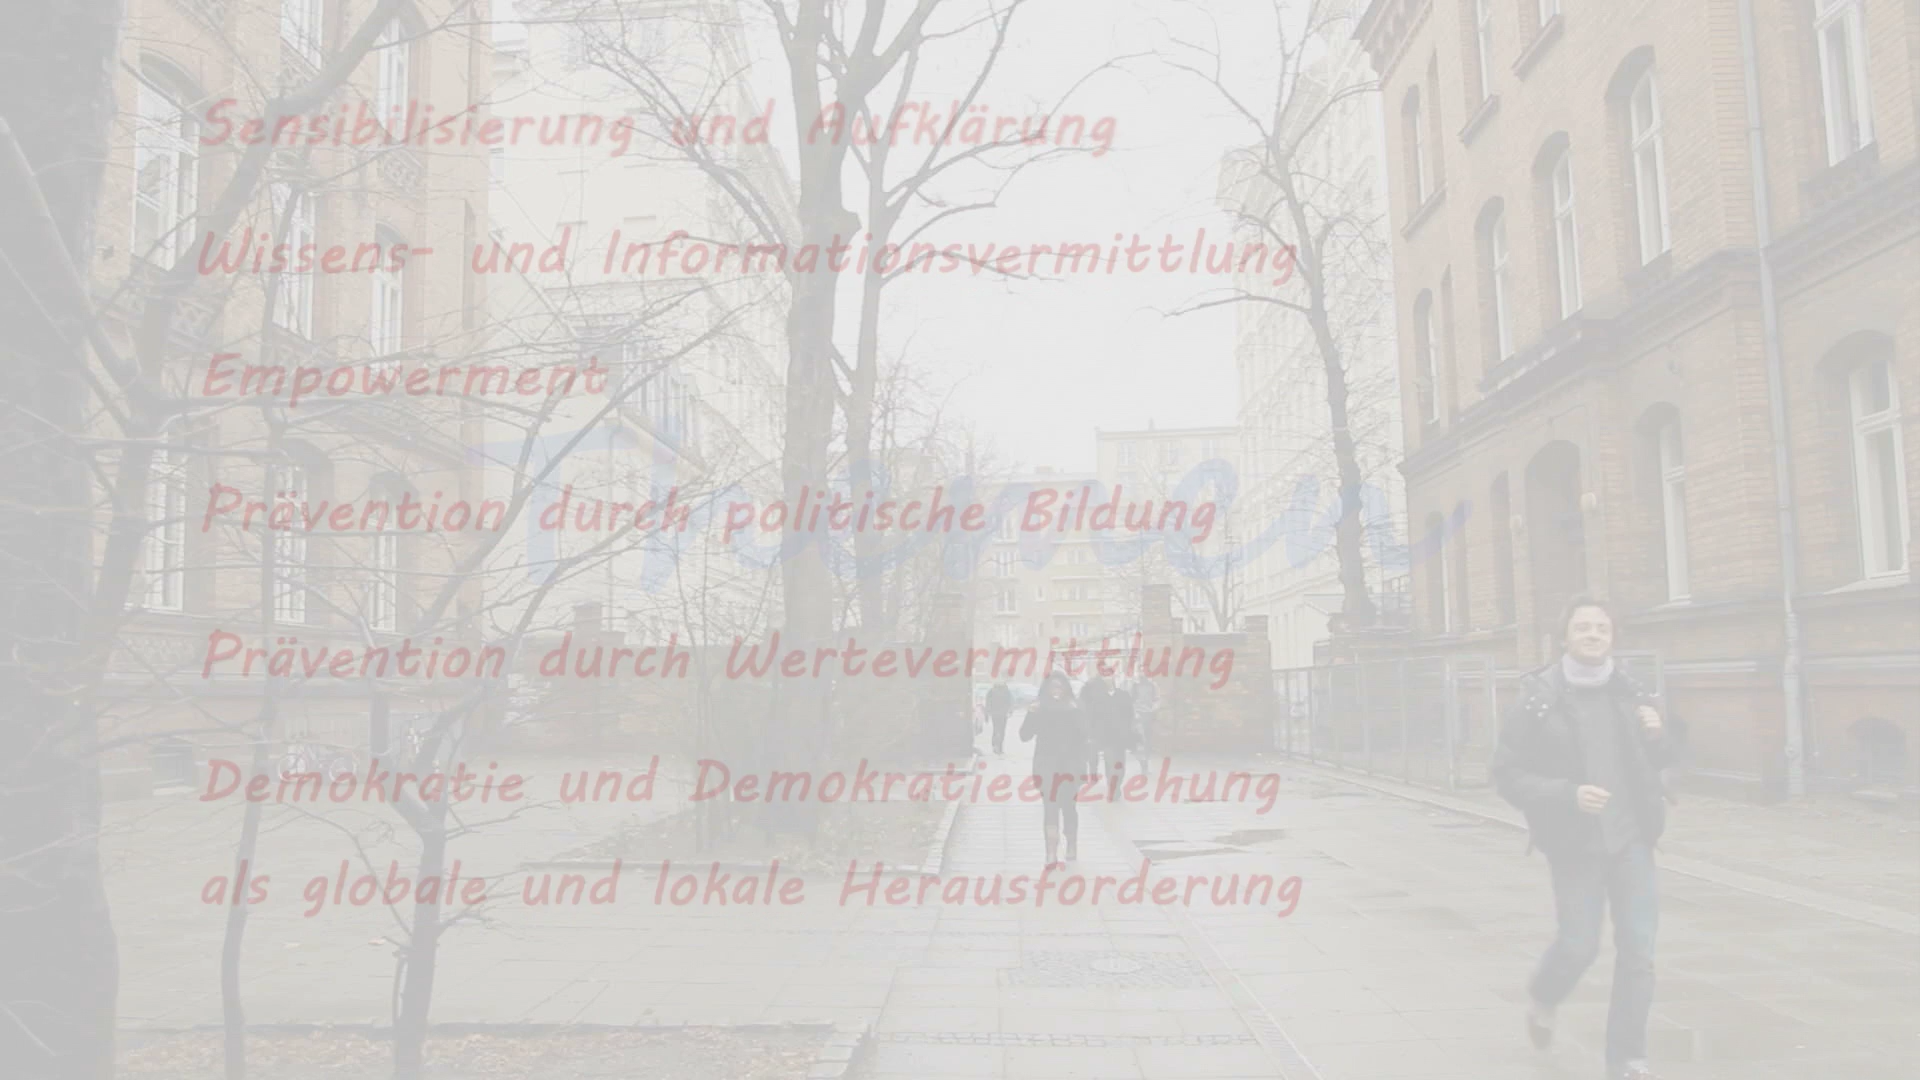 Sensibilisierung und Aufklärung
Wissens- und Informationsvermittlung
Empowerment
Themen
Prävention durch politische Bildung
Prävention durch Wertevermittlung
Demokratie und Demokratieerziehung
als globale und lokale Herausforderung